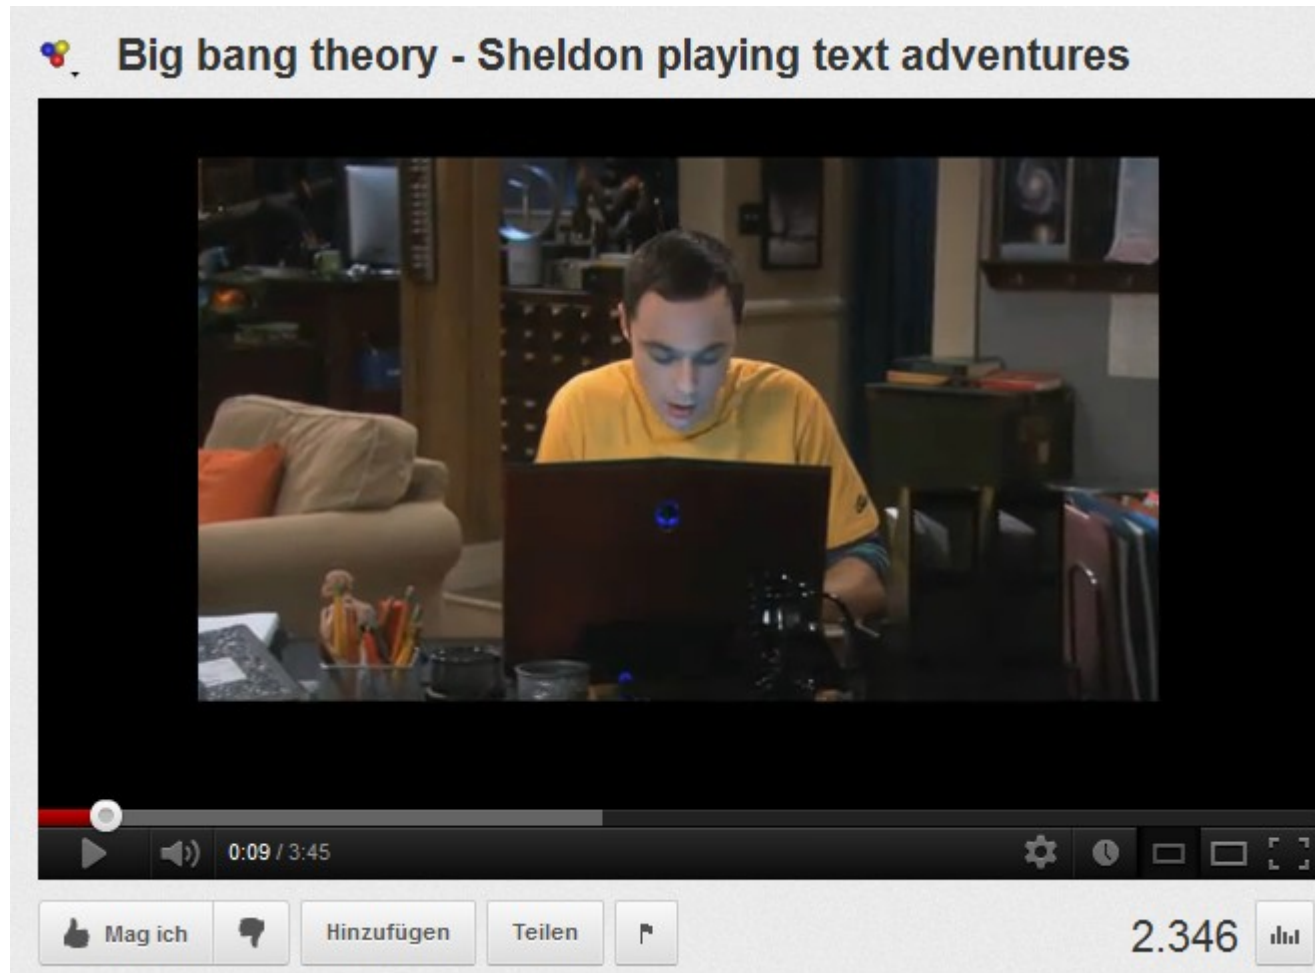 Big bang theory - Sheldon playing text adventures
0:09 / 3:45
Mag ich
Hinzufügen
Teilen
2.346